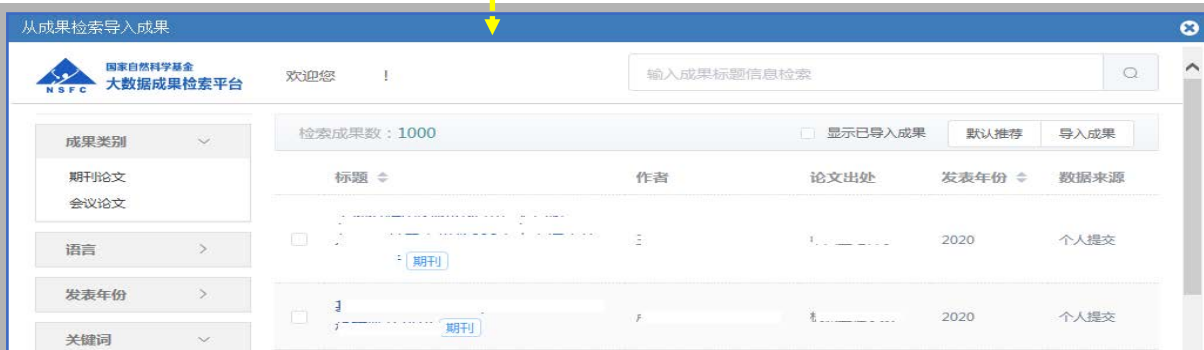 从成果检索导入成果
NSFC
国家自然科学基金
大数据成果检索平台
欢迎您 !
输入成果标题信息检索
成果类别
期刊论文
会议论文
语言
发表年份
关键词
检索成果数：1000
显示已导入成果
默认推荐
导入成果
标题 作者 论文出处 发表年份 数据来源
期刊 2020 个人提交
期刊 2020 个人提交